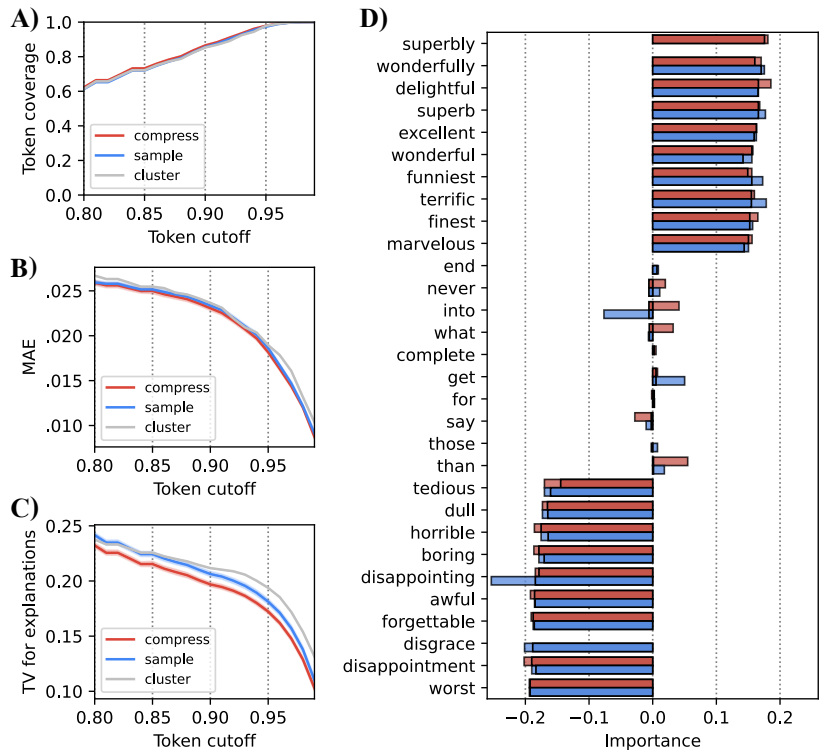 A)
Token coverage
1.0
0.8
0.6
0.4
0.2
0.0
compress
sample
cluster
0.80 0.85 0.90 0.95
Token cutoff
B)
MAE
.025
.020
.015
.010
compress
sample
cluster
0.80 0.85 0.90 0.95
Token cutoff
C)
TV for explanations
0.25
0.20
0.15
0.10
compress
sample
cluster
0.80 0.85 0.90 0.95
Token cutoff
D)
superbly
wonderfully
delightful
superb
excellent
wonderful
funniest
terrific
finest
marvelous
end
never
into
what
complete
get
for
say
those
than
tedious
dull
horrible
boring
disappointing
awful
forgettable
disgrace
disappointment
worst
−0.2 −0.1 0.0 0.1 0.2
Importance